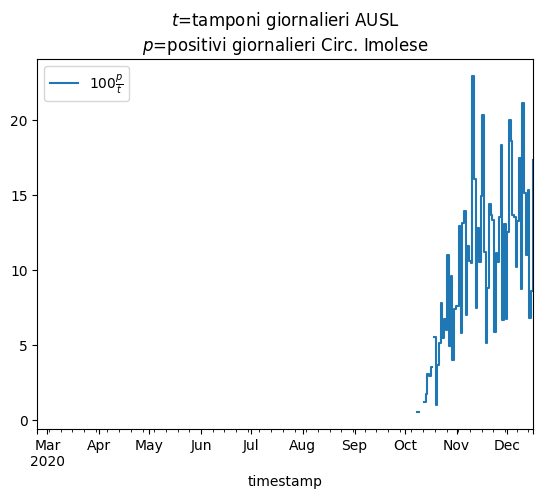 t=tamponi giornalieri AUSL
p=positivi giornalieri Circ. Imolese
100 p/t
20
15
10
5
0
Mar Apr May Jun Jul Aug Sep Oct Nov Dec
2020
timestamp